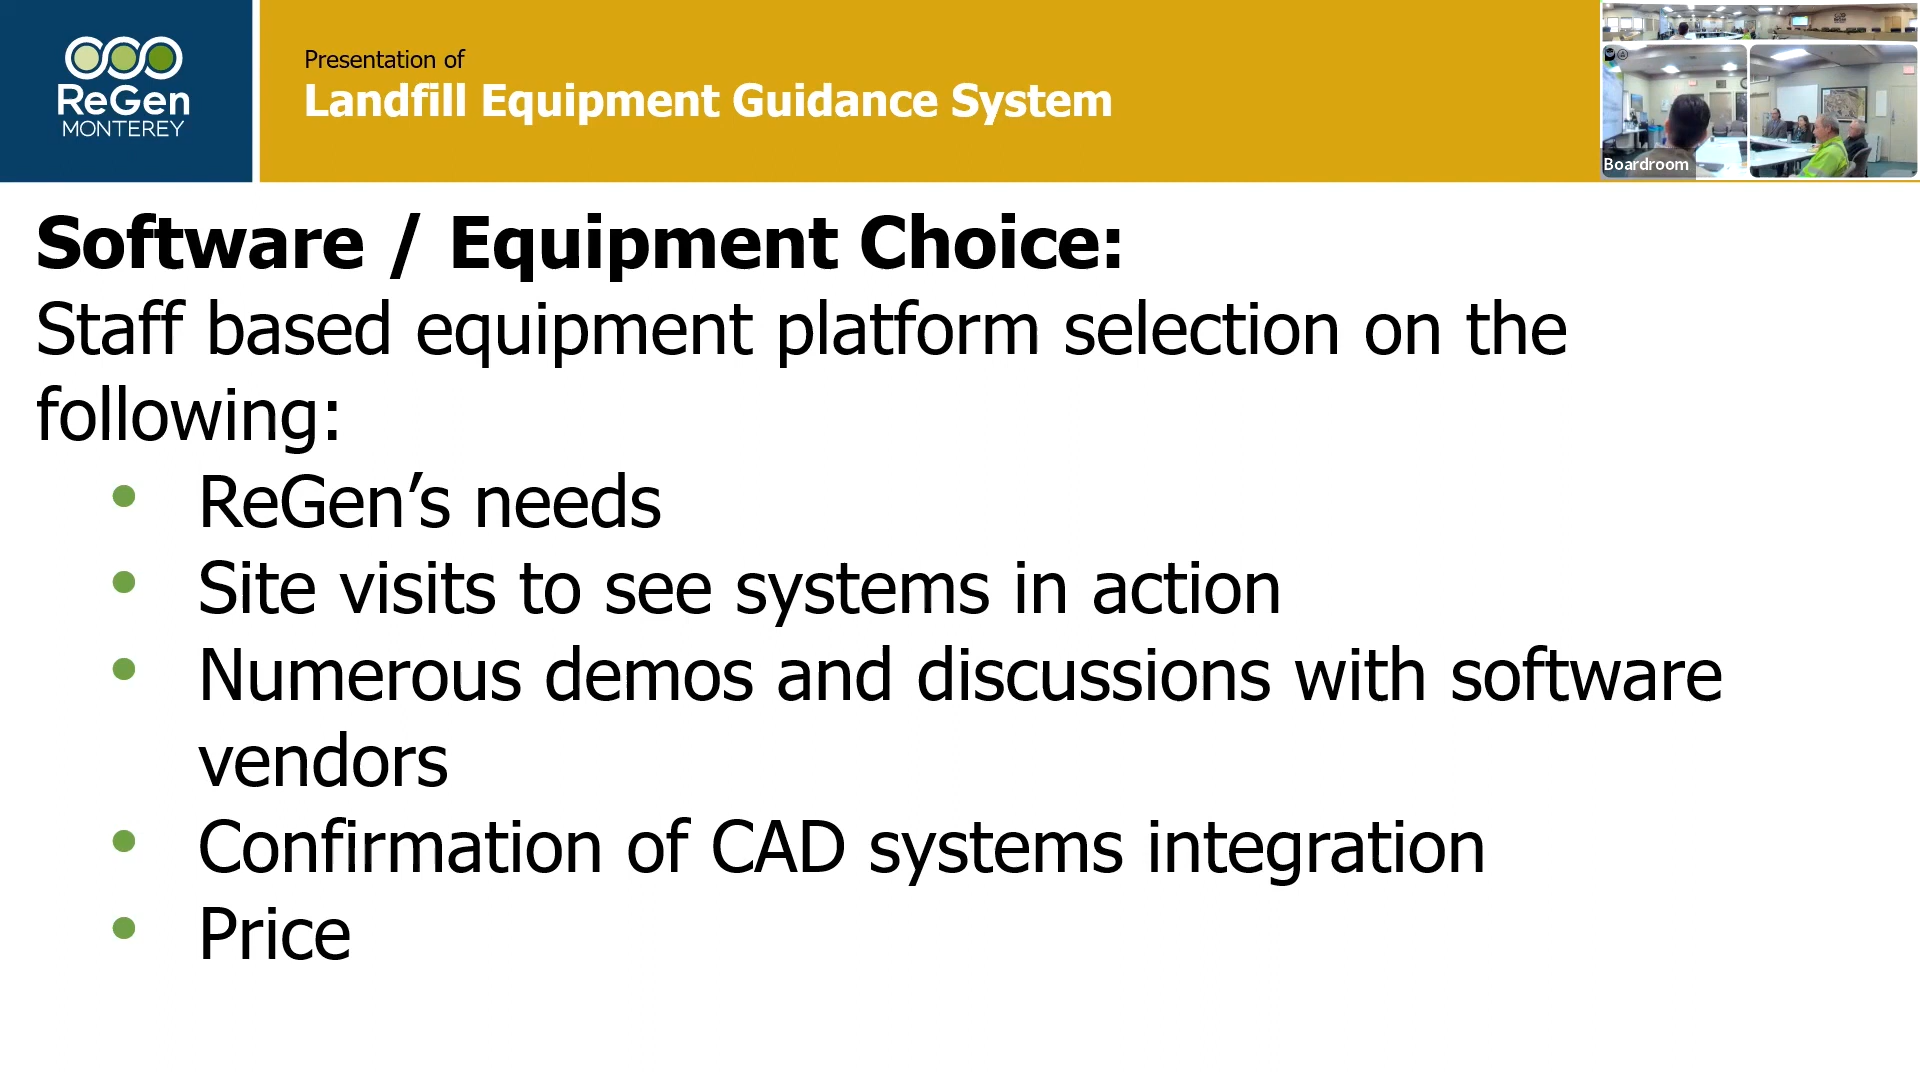 ReGen
MONTEREY
Presentation of
Landfill Equipment Guidance System
Boardroom
Software / Equipment Choice:
Staff based equipment platform selection on the
following:
• ReGen’s needs
• Site visits to see systems in action
• Numerous demos and discussions with software
vendors
• Confirmation of CAD systems integration
• Price